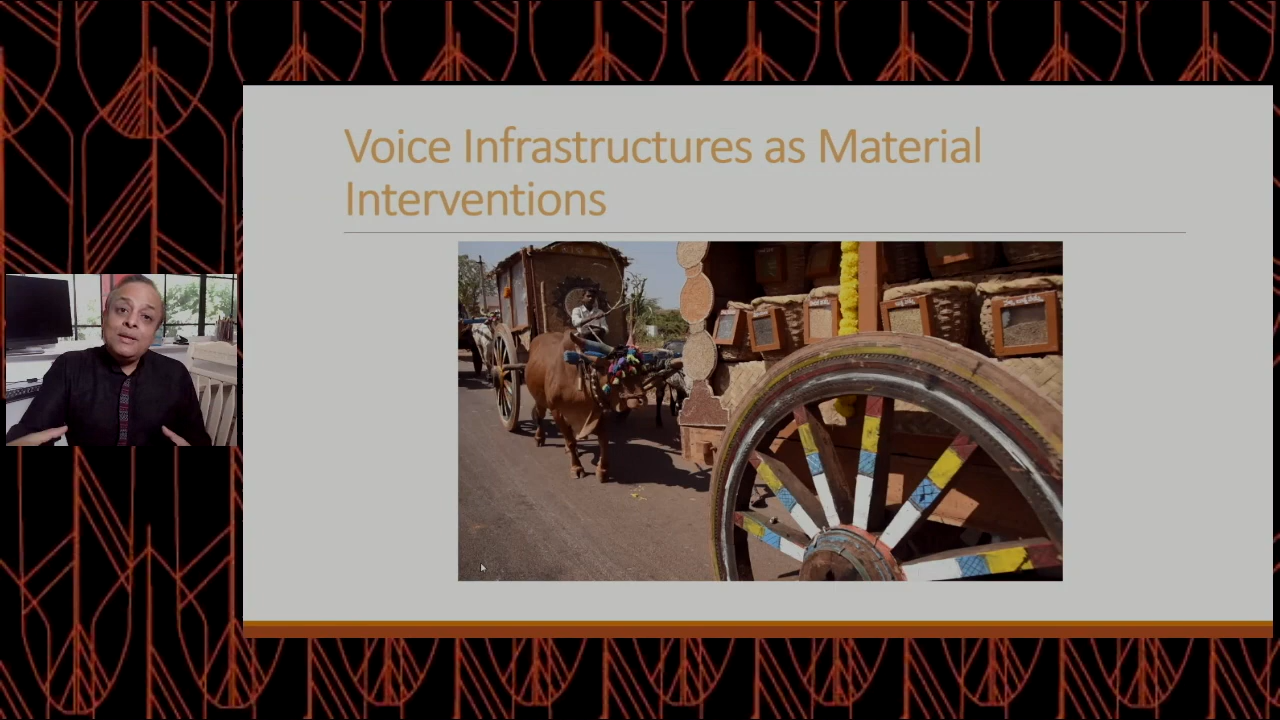 Voice Infrastructures as Material
Interventions